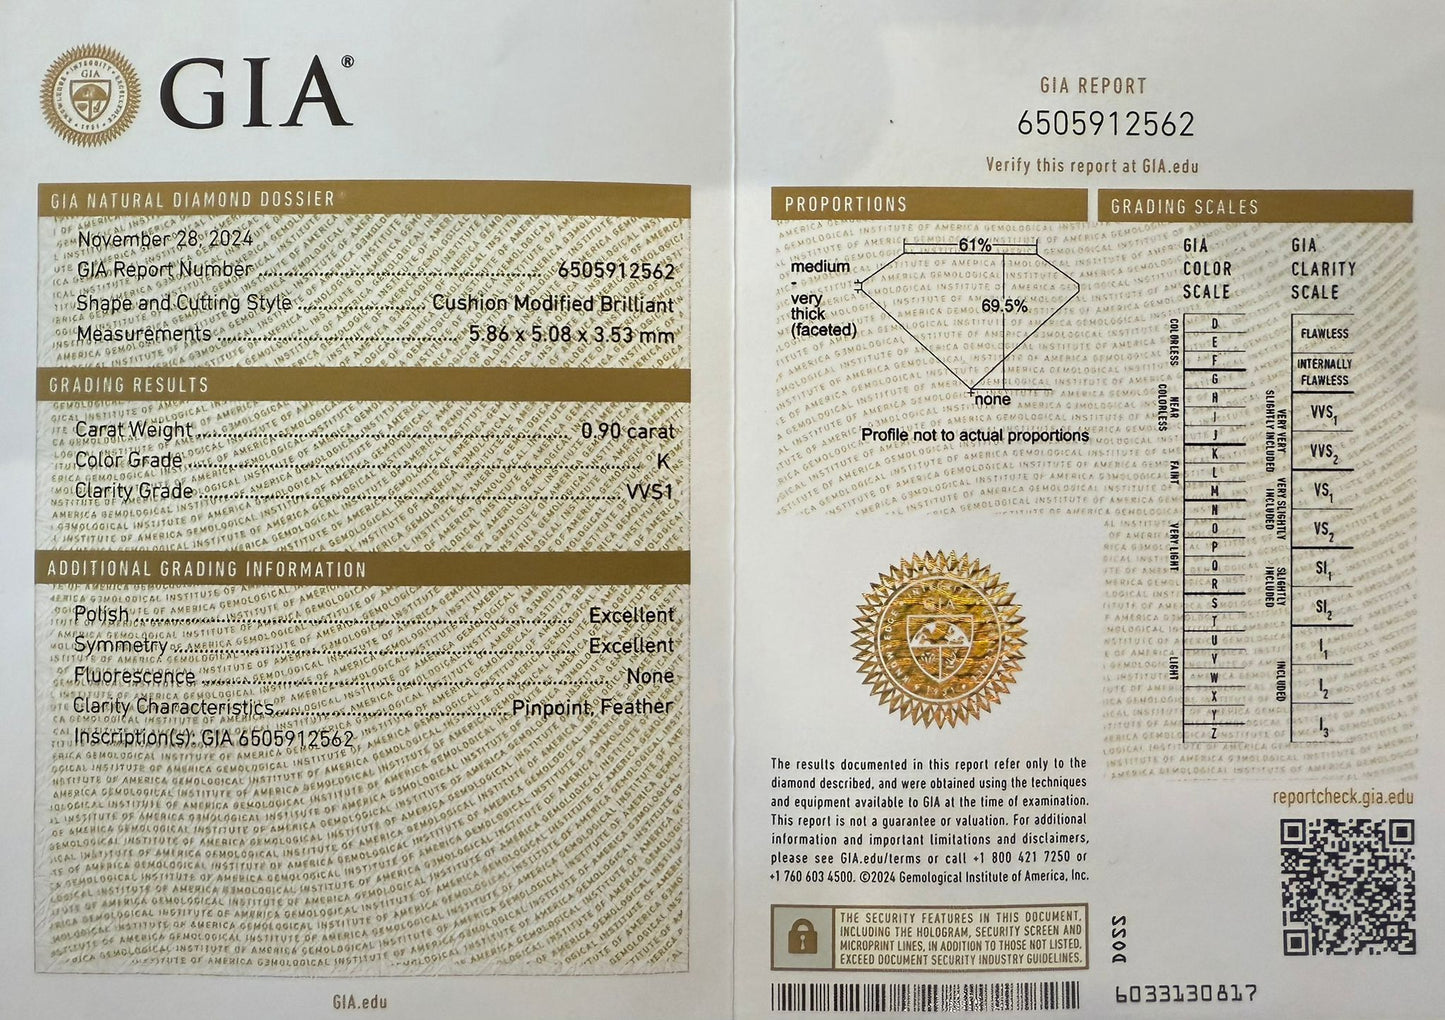 GIA®
GIA NATURAL DIAMOND DOSSIER®
November 28, 2024
GIA Report Number 6505912562
Shape and Cutting Style Cushion Modified Brilliant
Measurements 5.86 x 5.08 x 3.53 mm
GRADING RESULTS
Carat Weight 0.90 carat
Color Grade K
Clarity Grade VVS1
ADDITIONAL GRADING INFORMATION
Polish Excellent
Symmetry Excellent
Fluorescence None
Clarity Characteristics Pinpoint, Feather
Inscription(s): GIA 6505912562
GIA.edu
GIA REPORT
6505912562
Verify this report at GIA.edu
PROPORTIONS
61%
medium
-
very
thick
(faceted)
69.5%
none
Profile not to actual proportions
The results documented in this report refer only to the
diamond described, and were obtained using the techniques
and equipment available to GIA at the time of examination.
This report is not a guarantee or valuation. For additional
information and important limitations and disclaimers,
please see GIA.edu/terms or call +1 800 421 7250 or
+1 760 603 4500. ©2024 Gemological Institute of America, Inc.
THE SECURITY FEATURES IN THIS DOCUMENT,
INCLUDING THE HOLOGRAM, SECURITY SCREEN AND
MICROPRINT LINES, IN ADDITION TO THOSE NOT LISTED,
EXCEED DOCUMENT SECURITY INDUSTRY GUIDELINES.
GRADING SCALES
GIA
COLOR
SCALE
COLORLESS
D
E
F
NEAR
COLORLESS
G
H
I
J
FAINT
K
L
M
VERY LIGHT
N
O
P
Q
R
LIGHT
S
T
U
V
W
X
Y
Z
GIA
CLARITY
SCALE
FLAWLESS
INTERNALLY
FLAWLESS
VERY VERY
SLIGHTLY INCLUDED
VVS1
VVS2
VERY SLIGHTLY
INCLUDED
VS1
VS2
SLIGHTLY
INCLUDED
SI1
SI2
INCLUDED
I1
I2
I3
reportcheck.gia.edu
DO22
6033130817